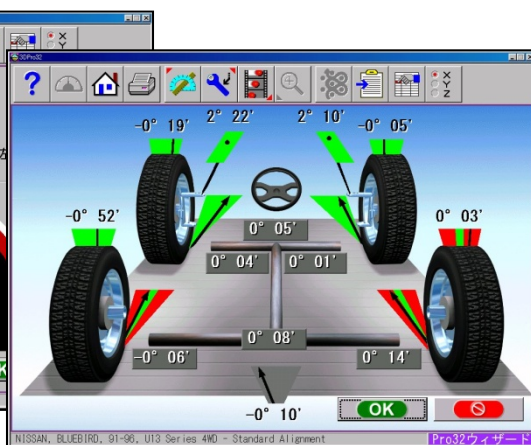 3DPro32
X
Y
Z
-0° 19'
2° 22'
2° 10'
-0° 05'
-0° 52'
0° 03'
0° 05'
0° 04'
0° 01'
0° 08'
-0° 06'
0° 14'
-0° 10'
OK
NISSAN, BLUEBIRD, 91-96, U13 Series 4WD - Standard Alignment
Pro32ウィザード